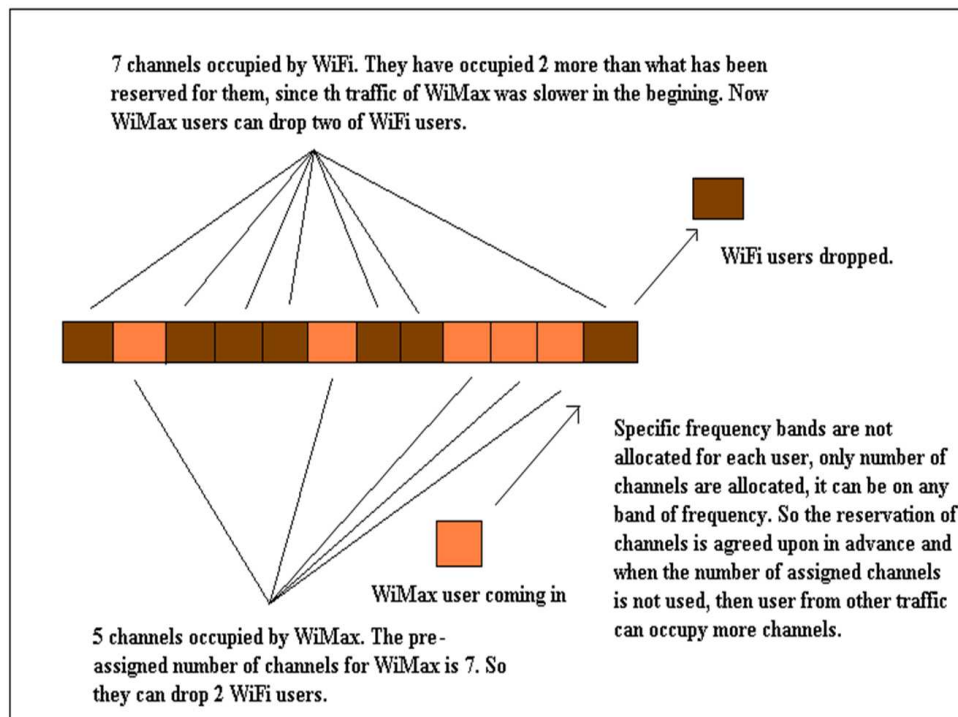 7 channels occupied by WiFi. They have occupied 2 more than what has been
reserved for them, since th traffic of WiMax was slower in the begining. Now
WiMax users can drop two of WiFi users.
WiFi users dropped.
Specific frequency bands are not
allocated for each user, only number of
channels are allocated, it can be on any
band of frequency. So the reservation of
channels is agreed upon in advance and
when the number of assigned channels
is not used, then user from other traffic
can occupy more channels.
WiMax user coming in
5 channels occupied by WiMax. The pre-
assigned number of channels for WiMax is 7. So
they can drop 2 WiFi users.